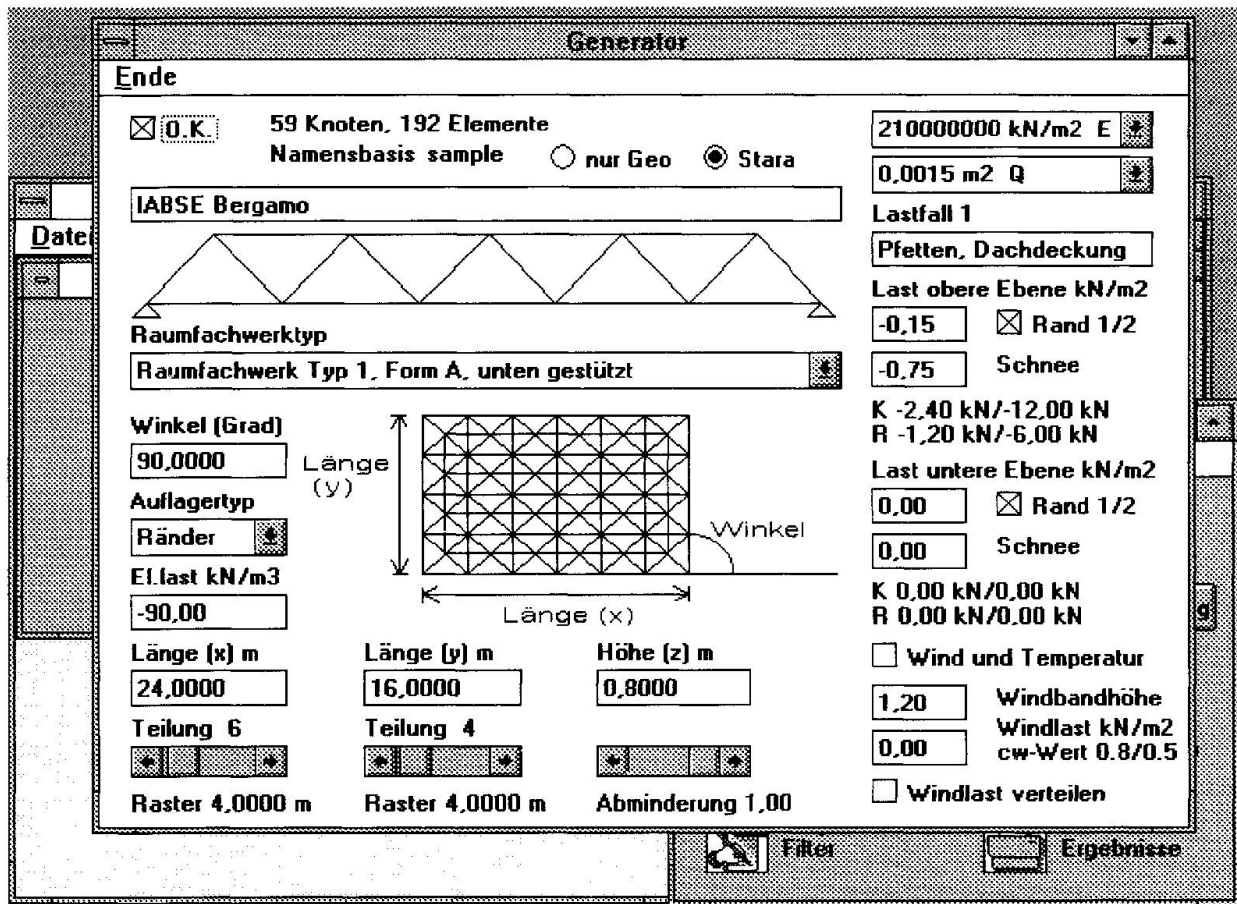 Generator
Ende
O.K.
59 Knoten, 192 Elemente
Namensbasis sample
nur Geo
Stara
IABSE Bergamo
Raumfachwerktyp
Raumfachwerk Typ 1, Form A, unten gestützt
Winkel (Grad)
90,0000
Auflagertyp
Ränder
Ei.last kN/m3
-90,00
Länge
(y)
Winkel
Länge (x)
Länge (x) m
24,0000
Teilung 6
Raster 4,0000 m
Länge (y) m
16,0000
Teilung 4
Raster 4,0000 m
Höhe (z) m
0,8000
Abminderung 1,00
210000000 kN/m2 E
0,0015 m2 Q
Lastfall 1
Pfetten, Dachdeckung
Last obere Ebene kN/m2
-0,15
Rand 1/2
-0,75
Schnee
K -2,40 kN/-12,00 kN
R -1,20 kN/-6,00 kN
Last untere Ebene kN/m2
0,00
Rand 1/2
0,00
Schnee
K 0,00 kN/0,00 kN
R 0,00 kN/0,00 kN
Wind und Temperatur
1,20
Windbandhöhe
0,00
Windlast kN/m2
cw-Wert 0.8/0.5
Windlast verteilen
Datei
g
Filter
Ergebnisse